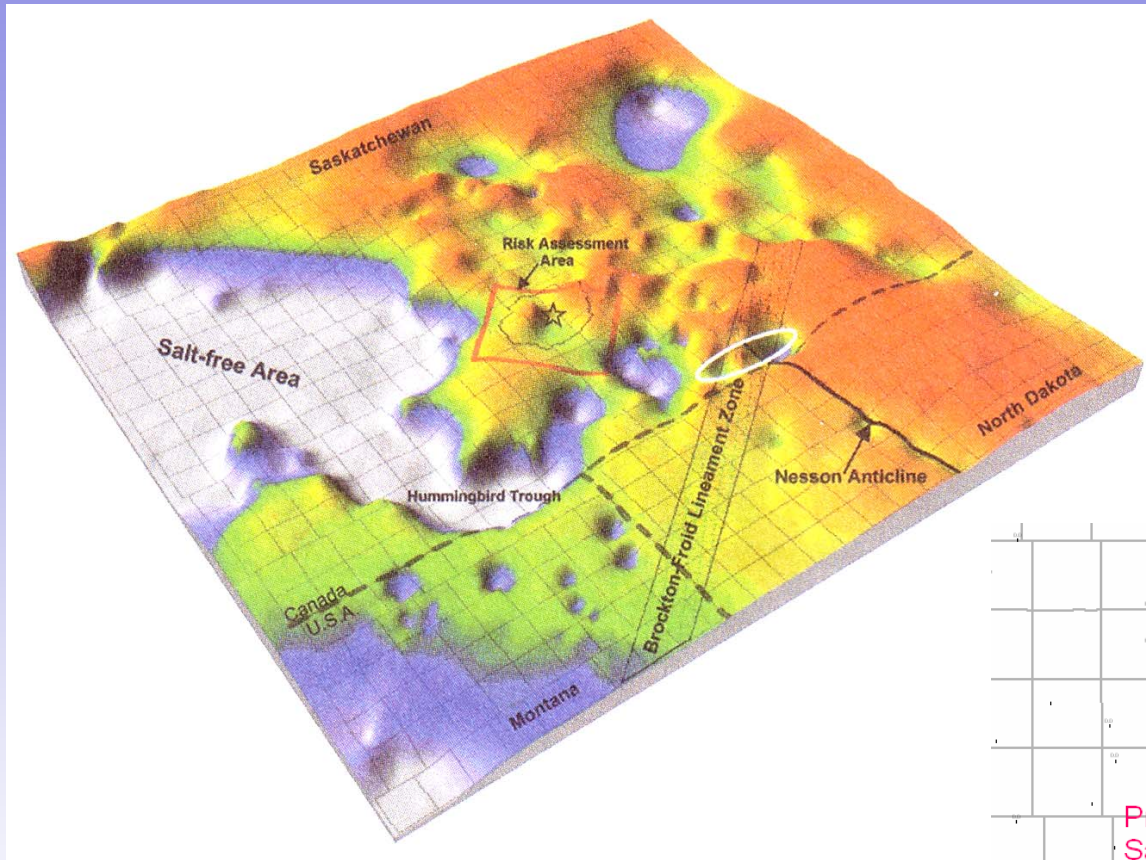 Saskatchewan
Risk Assessment
Area
Salt-free Area
North Dakota
Nesson Anticline
Hummingbird Trough
Brockton-Froid Lineament Zone
Canada
U.S.A
Montana